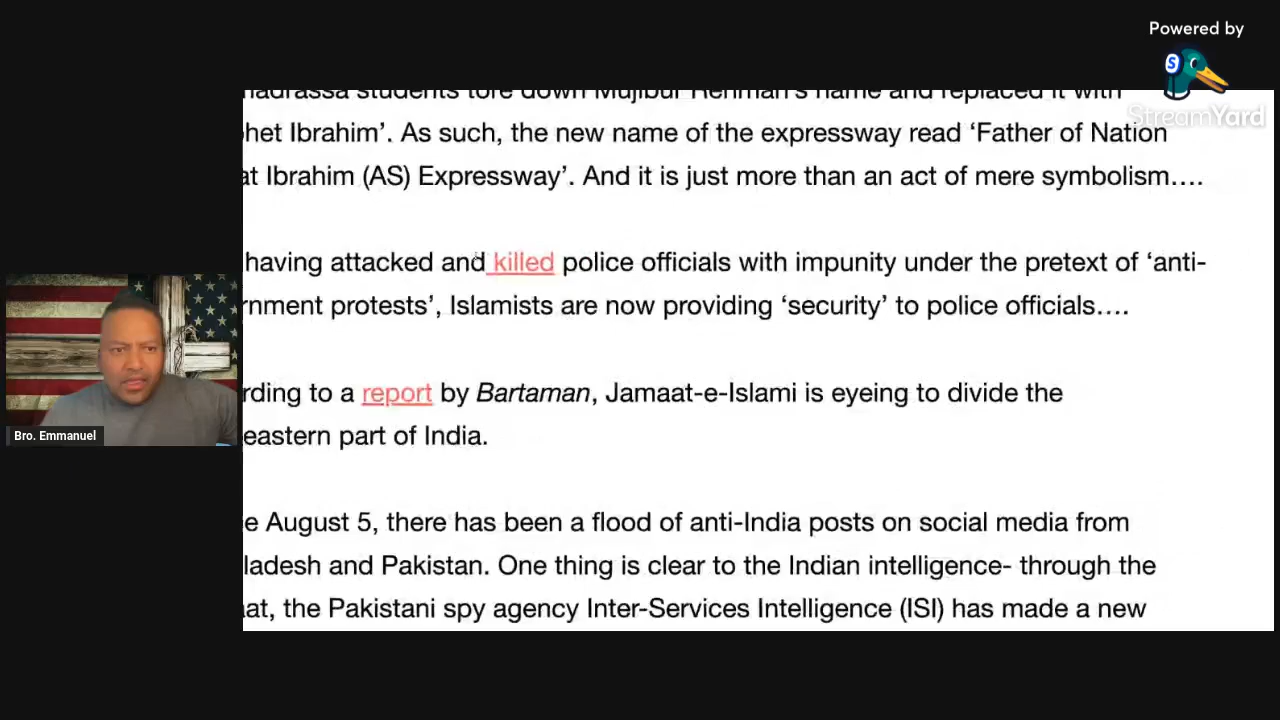 Powered by
StreamYard
madrassa students tore down Mujibur Rehman's name and replaced it with
phet Ibrahim'. As such, the new name of the expressway read 'Father of Nation
at Ibrahim (AS) Expressway'. And it is just more than an act of mere symbolism….
having attacked and killed police officials with impunity under the pretext of 'anti-
rnment protests', Islamists are now providing 'security' to police officials….
rding to a report by Bartaman, Jamaat-e-Islami is eyeing to divide the
eastern part of India.
e August 5, there has been a flood of anti-India posts on social media from
ladesh and Pakistan. One thing is clear to the Indian intelligence- through the
aat, the Pakistani spy agency Inter-Services Intelligence (ISI) has made a new
Bro. Emmanuel